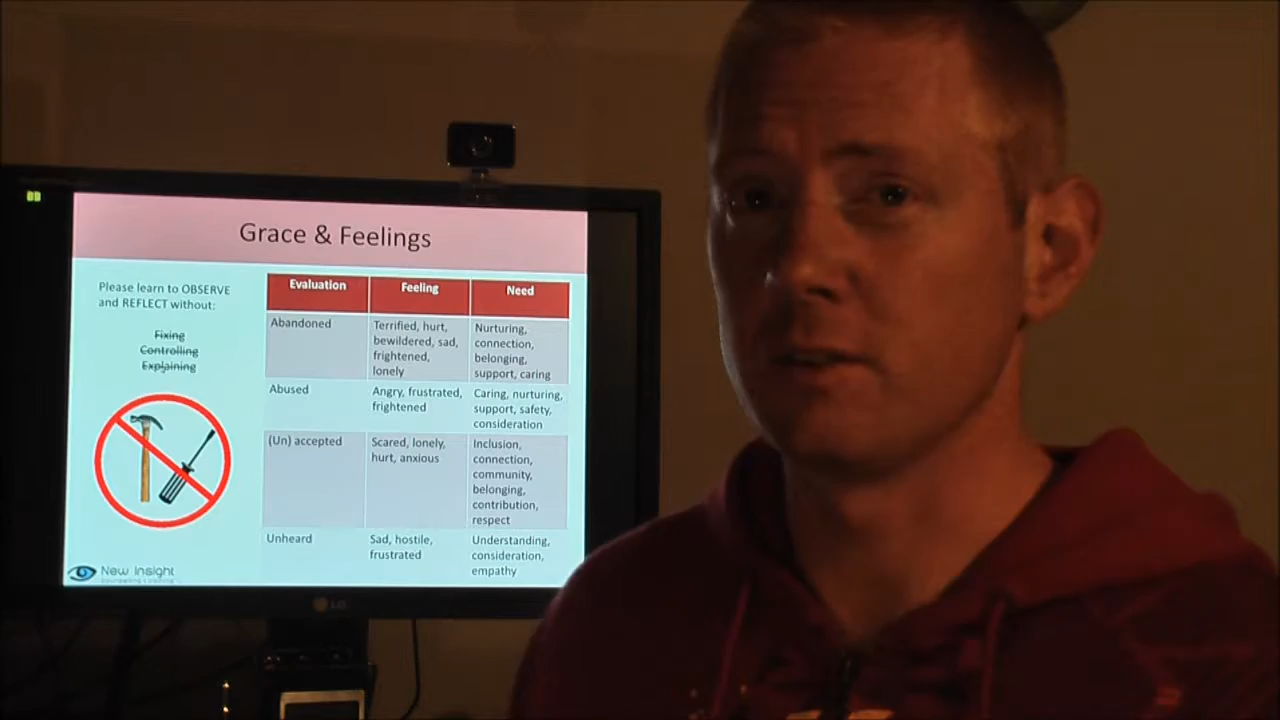 Grace & Feelings
Please learn to OBSERVE
and REFLECT without:
Fixing
Controlling
Explaining
Evaluation
Feeling
Need
Abandoned
Terrified, hurt,
bewildered, sad,
frightened,
lonely
Nurturing,
connection,
belonging,
support, caring
Abused
Angry, frustrated,
frightened
Caring, nurturing,
support, safety,
consideration
(Un) accepted
Scared, lonely,
hurt, anxious
Inclusion,
connection,
community,
belonging,
contribution,
respect
Unheard
Sad, hostile,
frustrated
Understanding,
consideration,
empathy
New Insight
LG